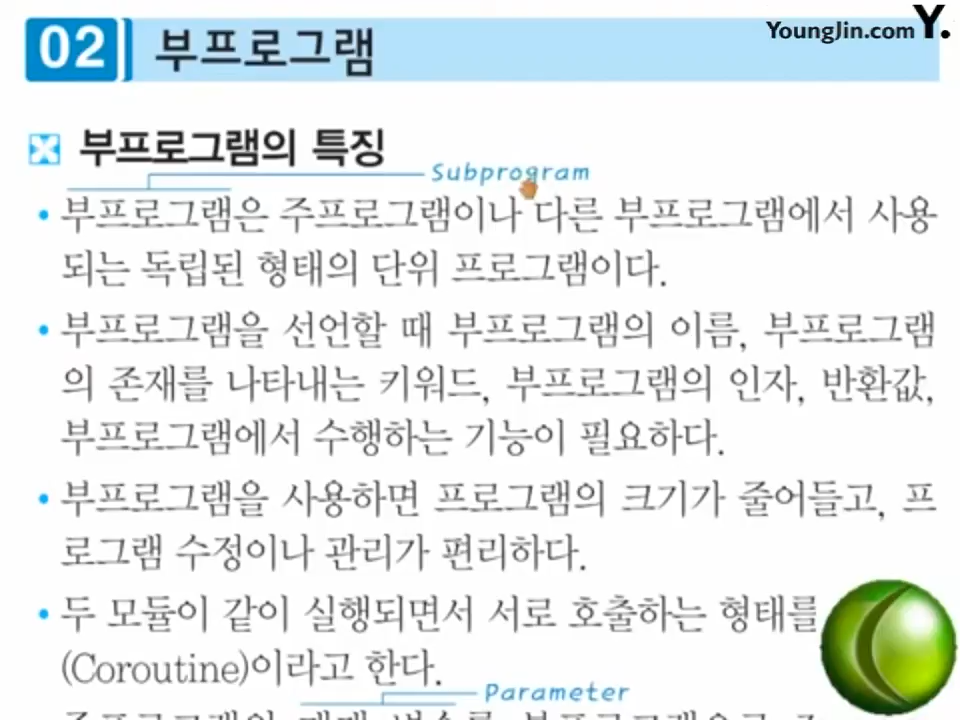 YoungJin.com Y.
02 부프로그램
부프로그램의 특징
Subprogram
• 부프로그램은 주프로그램이나 다른 부프로그램에서 사용
되는 독립된 형태의 단위 프로그램이다.
• 부프로그램을 선언할 때 부프로그램의 이름, 부프로그램
의 존재를 나타내는 키워드, 부프로그램의 인자, 반환값,
부프로그램에서 수행하는 기능이 필요하다.
• 부프로그램을 사용하면 프로그램의 크기가 줄어들고, 프
로그램 수정이나 관리가 편리하다.
• 두 모듈이 같이 실행되면서 서로 호출하는 형태를
(Coroutine)이라고 한다.
Parameter